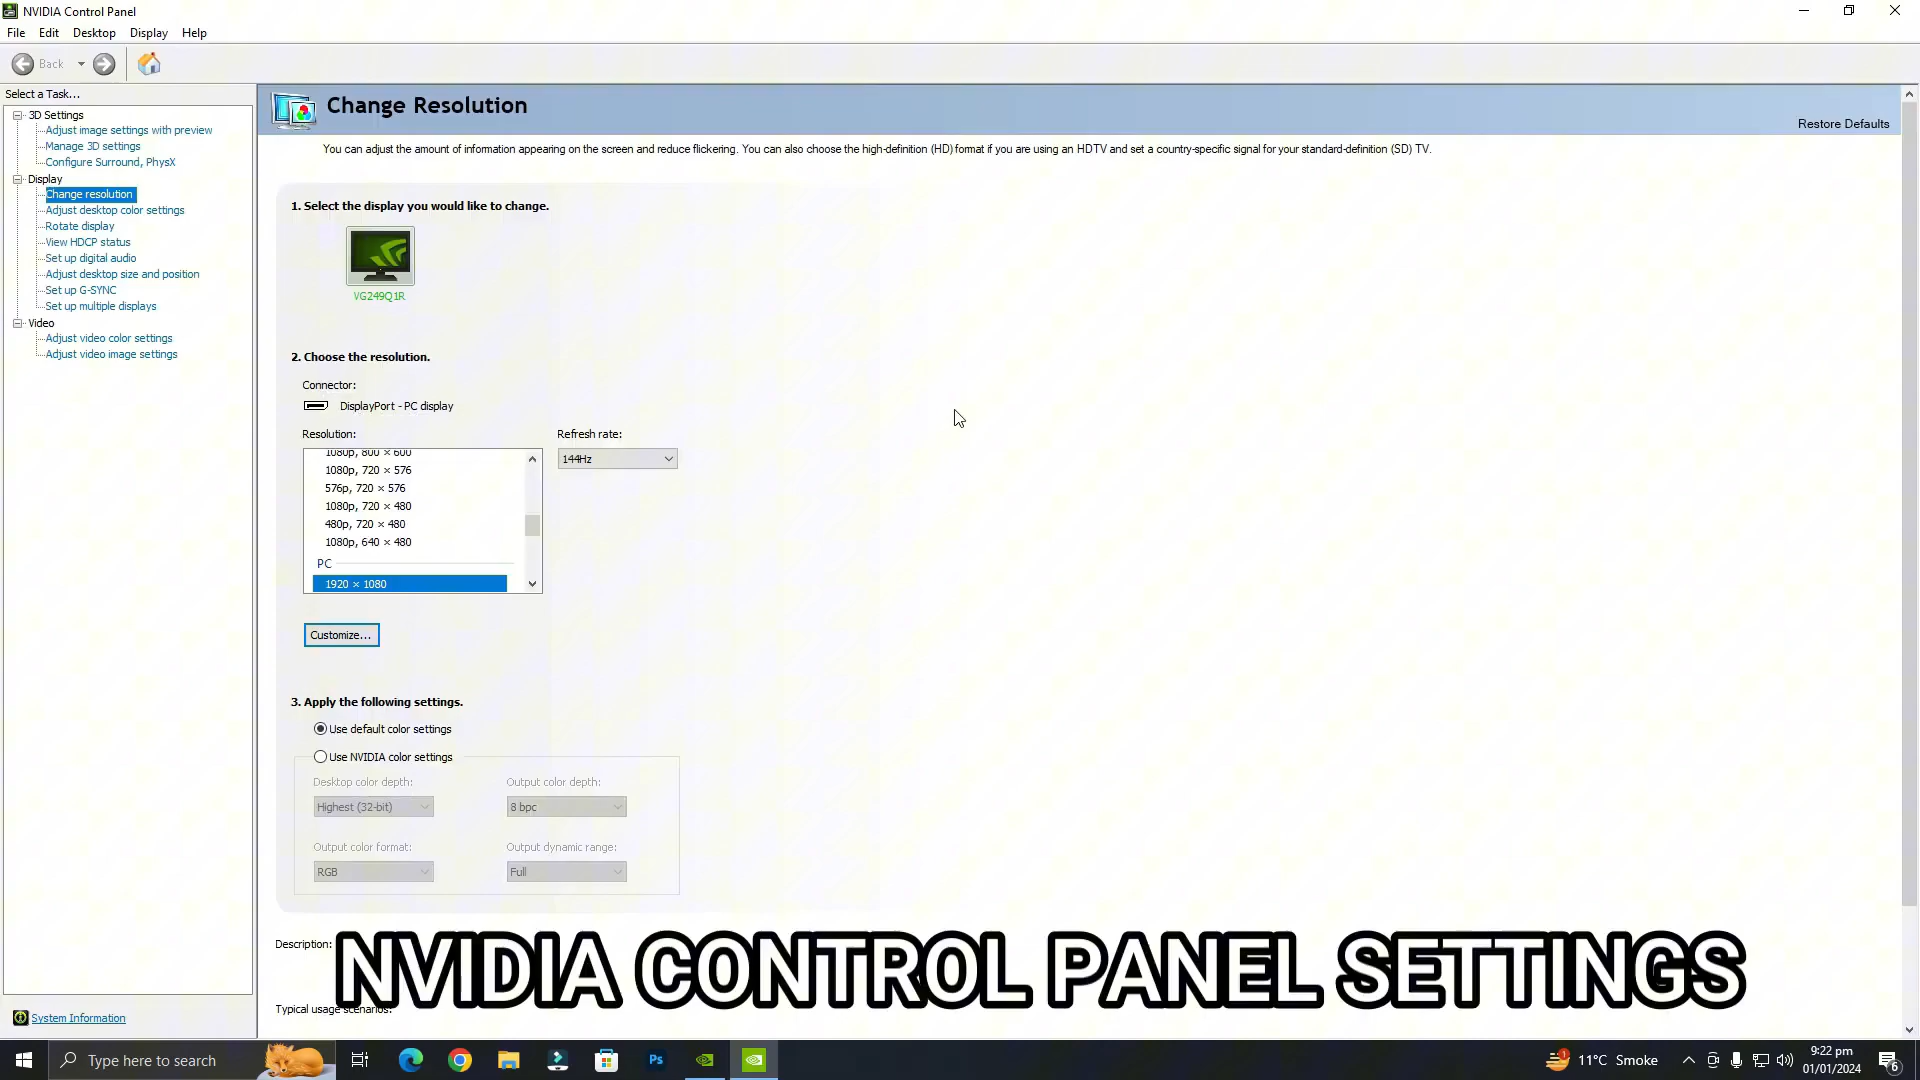 NVIDIA Control Panel
File Edit Desktop Display Help
Back
Select a Task...
3D Settings
Adjust image settings with preview
Manage 3D settings
Configure Surround, PhysX
Display
Change resolution
Adjust desktop color settings
Rotate display
View HDCP status
Set up digital audio
Adjust desktop size and position
Set up G-SYNC
Set up multiple displays
Video
Adjust video color settings
Adjust video image settings
System Information
Change Resolution
Restore Defaults
You can adjust the amount of information appearing on the screen and reduce flickering. You can also choose the high-definition (HD) format if you are using an HDTV and set a country-specific signal for your standard-definition (SD) TV.
1. Select the display you would like to change.
VG249Q1R
2. Choose the resolution.
Connector:
DisplayPort - PC display
Resolution: Refresh rate:
1080p, 800 × 600
144Hz
1080p, 720 × 576
576p, 720 × 576
1080p, 720 × 480
480p, 720 × 480
1080p, 640 × 480
PC
1920 × 1080
Customize...
3. Apply the following settings.
Use default color settings
Use NVIDIA color settings
Desktop color depth: Output color depth:
Highest (32-bit) 8 bpc
Output color format: Output dynamic range:
RGB Full
Description:
NVIDIA CONTROL PANEL SETTINGS
Typical usage scenarios:
Type here to search
Ps
1
11°C Smoke
9:22 pm
01/01/2024
6